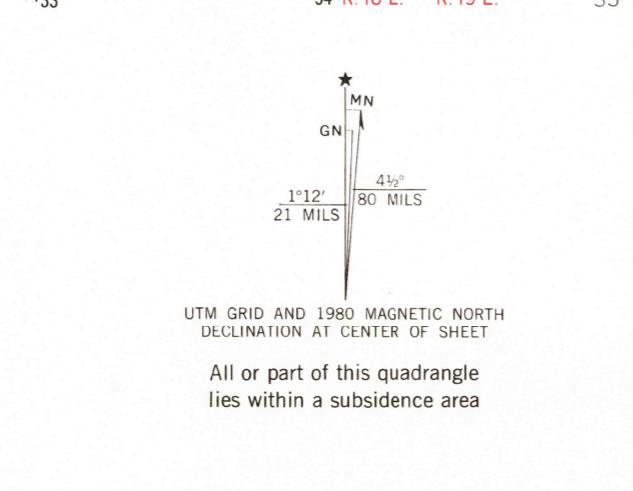 MN
GN
4½°
1°12′
80 MILS
21 MILS
UTM GRID AND 1980 MAGNETIC NORTH
DECLINATION AT CENTER OF SHEET
All or part of this quadrangle
lies within a subsidence area